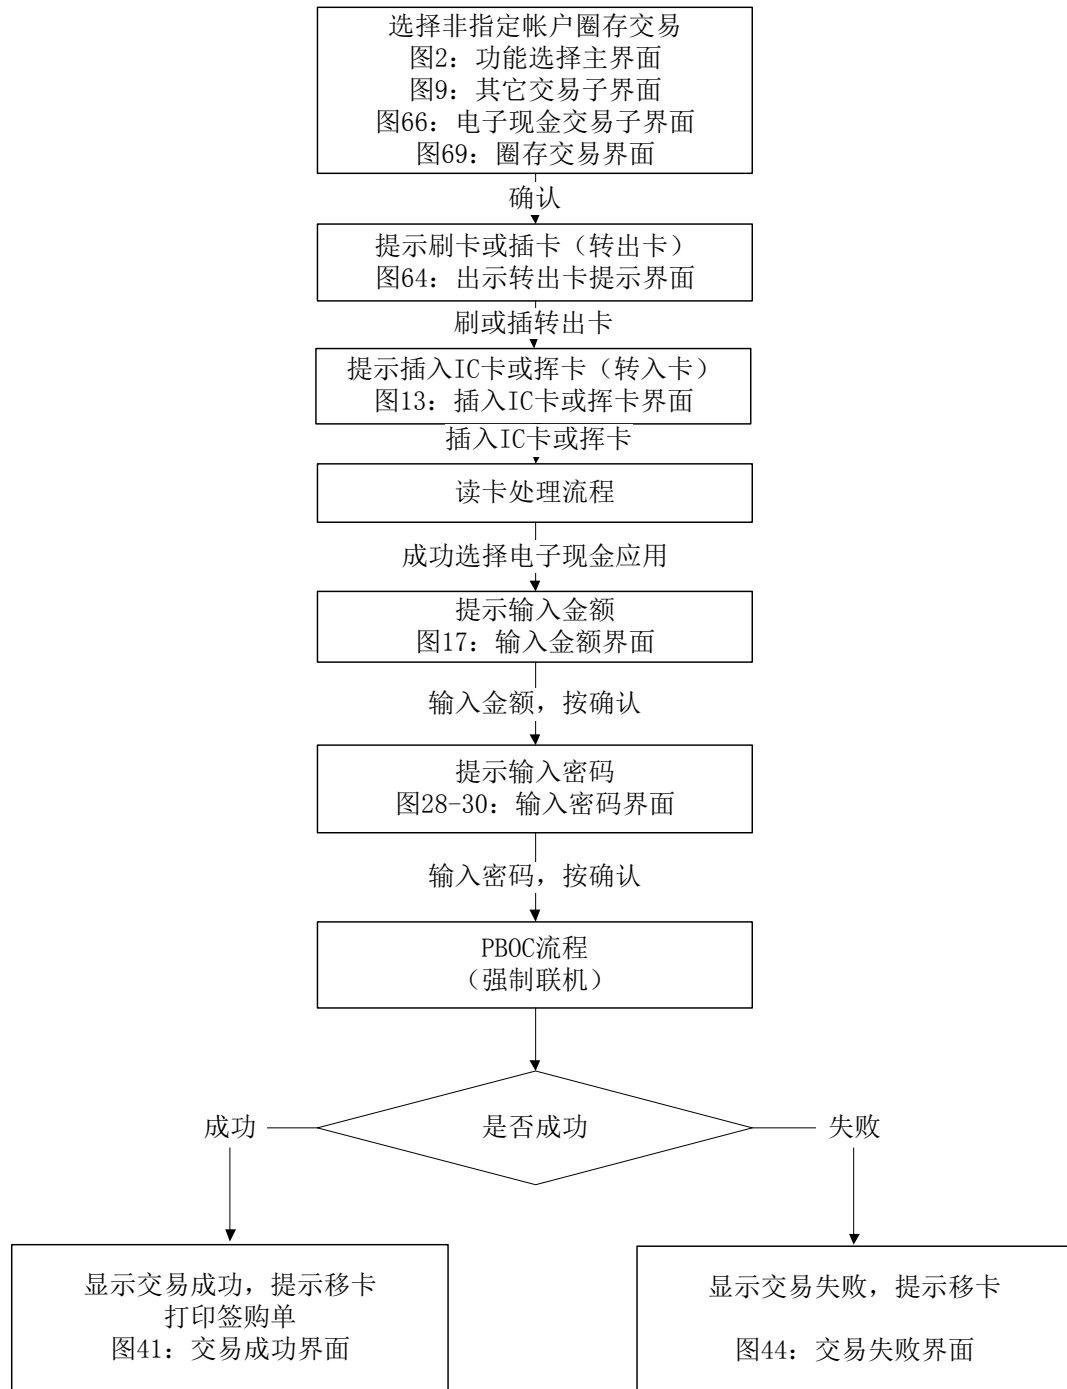 选择非指定帐户圈存交易
图2：功能选择主界面
图9：其它交易子界面
图66：电子现金交易子界面
图69：圈存交易界面
确认
提示刷卡或插卡（转出卡）
图64：出示转出卡提示界面
刷或插转出卡
提示插入IC卡或挥卡（转入卡）
图13：插入IC卡或挥卡界面
插入IC卡或挥卡
读卡处理流程
成功选择电子现金应用
提示输入金额
图17：输入金额界面
输入金额，按确认
提示输入密码
图28-30：输入密码界面
输入密码，按确认
PBOC流程
（强制联机）
是否成功
成功
失败
显示交易成功，提示移卡
打印签购单
图41：交易成功界面
显示交易失败，提示移卡
图44：交易失败界面